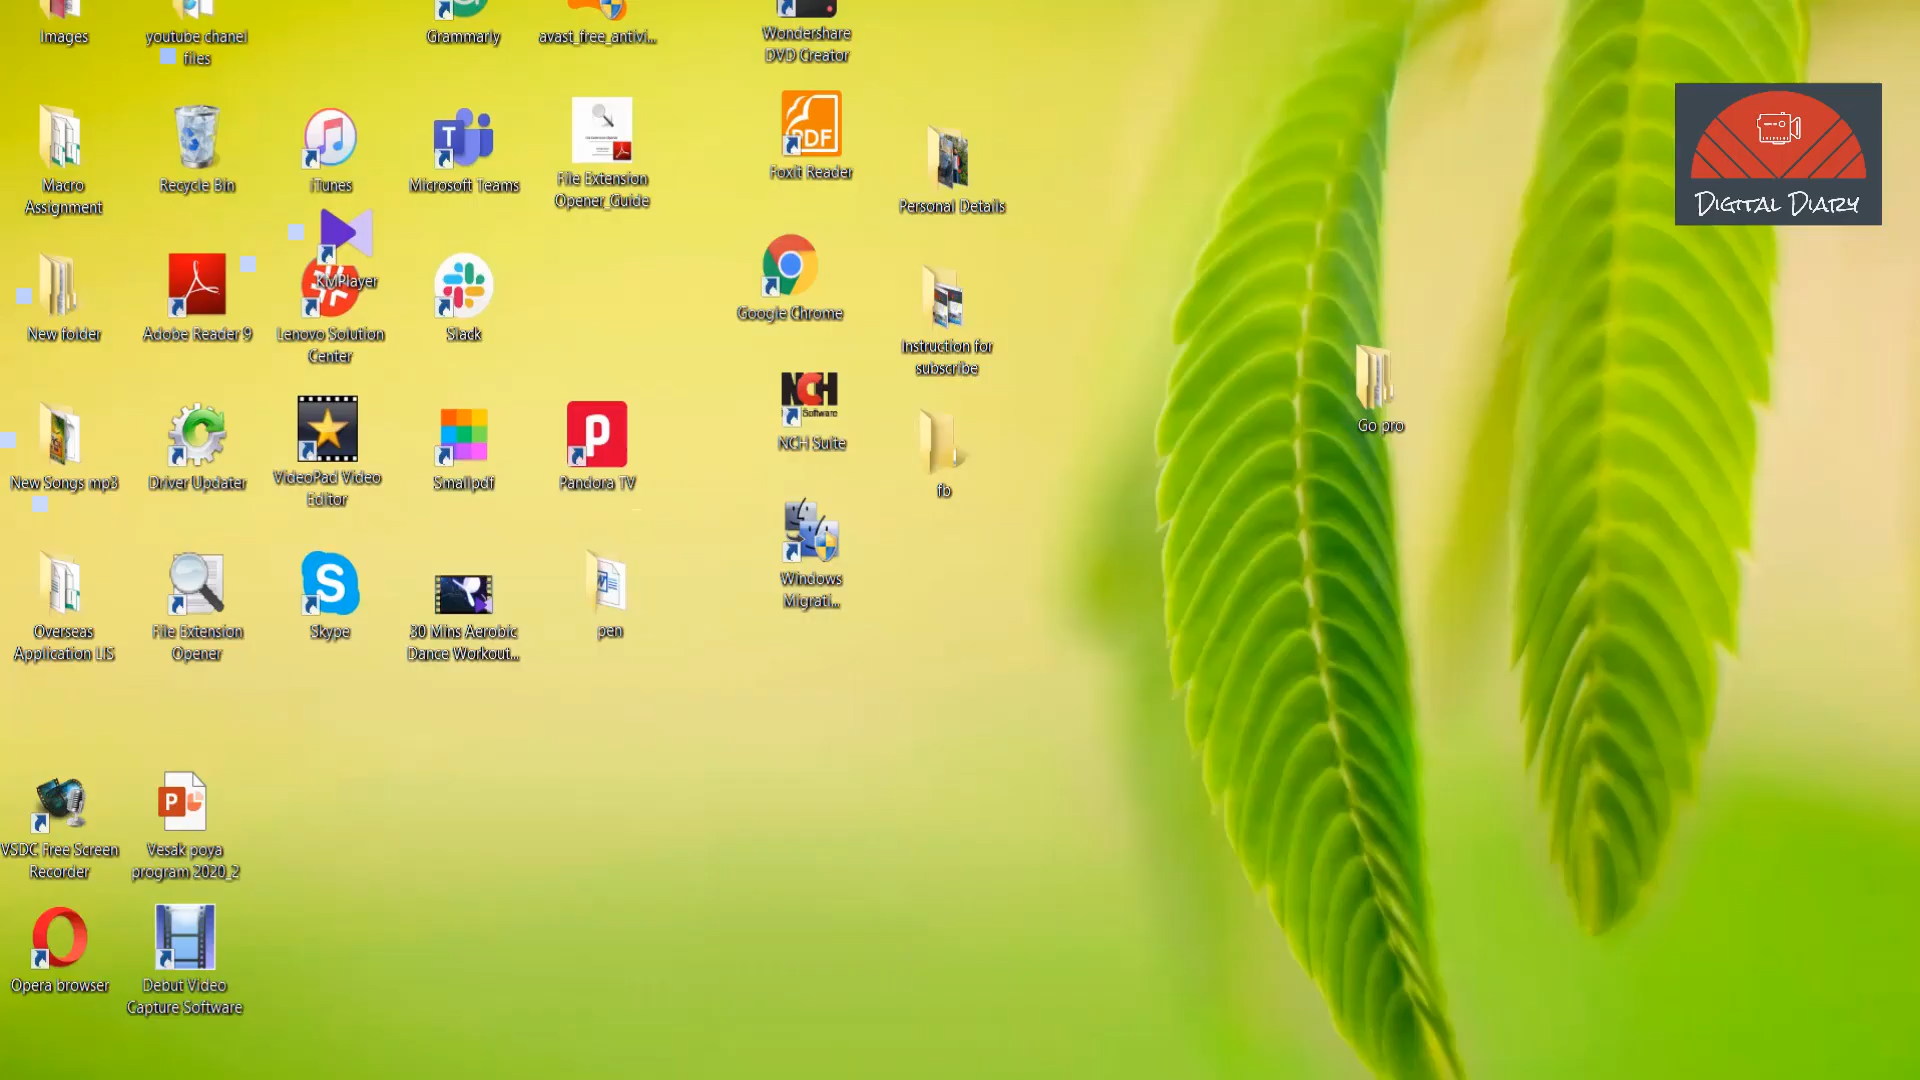 Images
youtube chanel
files
Grammarly
avast_free_antivi...
Wondershare
DVD Creator
Macro
Assignment
Recycle Bin
iTunes
T
Microsoft Teams
File Extension
Opener_Guide
PDF
Foxit Reader
Personal Details
DIGITAL DIARY
New folder
Adobe Reader 9
KMPlayer
Lenovo Solution
Center
Slack
Google Chrome
Instruction for
subscribe
Go pro
New Songs mp3
Driver Updater
VideoPad Video
Editor
Smallpdf
P
Pandora TV
NCH
Software
NCH Suite
fb
Overseas
Application LIS
File Extension
Opener
S
Skype
30 Mins Aerobic
Dance Workout...
W
pen
Windows
Migrati...
VSDC Free Screen
Recorder
P
Vesak poya
program 2020_2
Opera browser
Debut Video
Capture Software